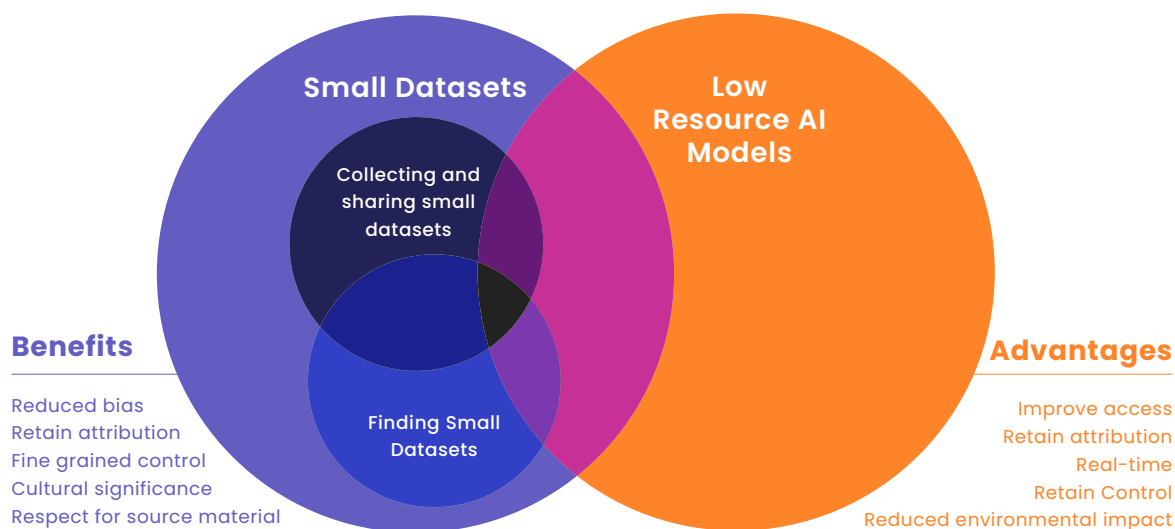 Small Datasets
Low
Resource AI
Models
Collecting and
sharing small
datasets
Finding Small
Datasets
Benefits
Reduced bias
Retain attribution
Fine grained control
Cultural significance
Respect for source material
Advantages
Improve access
Retain attribution
Real-time
Retain Control
Reduced environmental impact